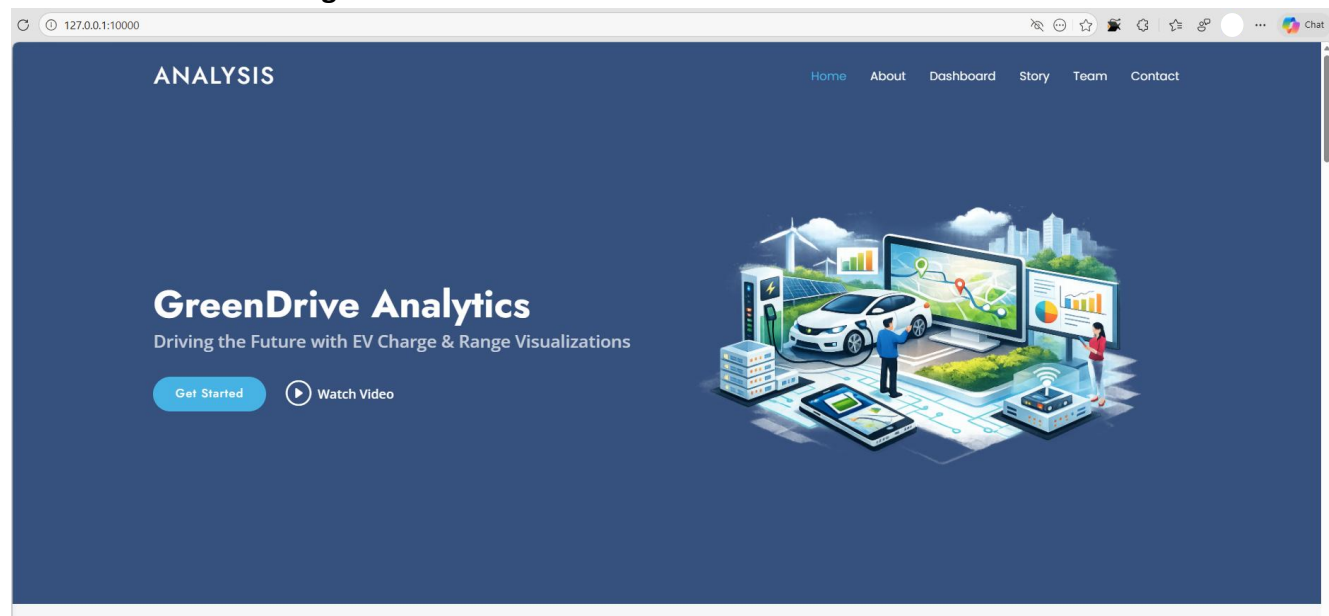 127.0.0.1:10000
Chat
ANALYSIS
Home About Dashboard Story Team Contact
GreenDrive Analytics
Driving the Future with EV Charge & Range Visualizations
Get Started
Watch Video